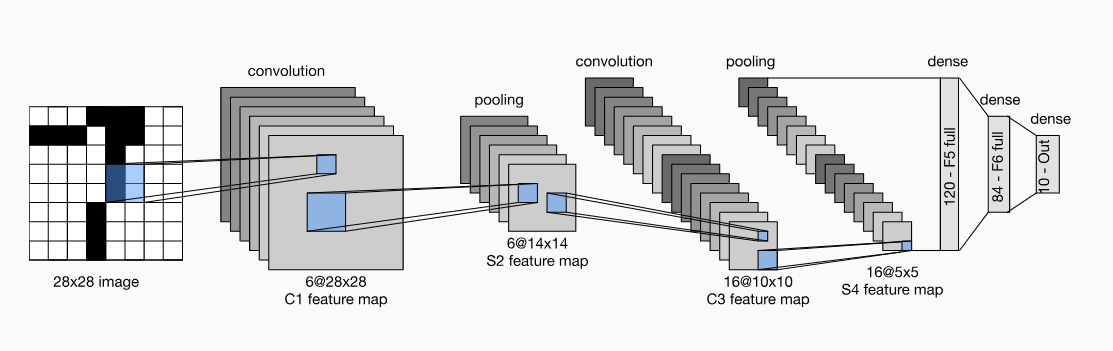 convolution
pooling
convolution
pooling
dense
dense
dense
120 - F5 full
84 - F6 full
10 - Out
28x28 image
6@28x28
C1 feature map
6@14x14
S2 feature map
16@10x10
C3 feature map
16@5x5
S4 feature map